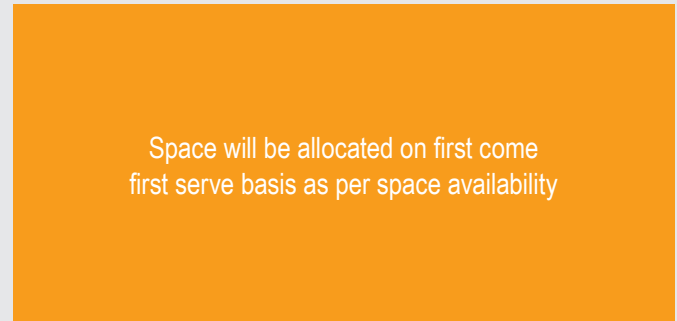 Space will be allocated on first come
first serve basis as per space availability